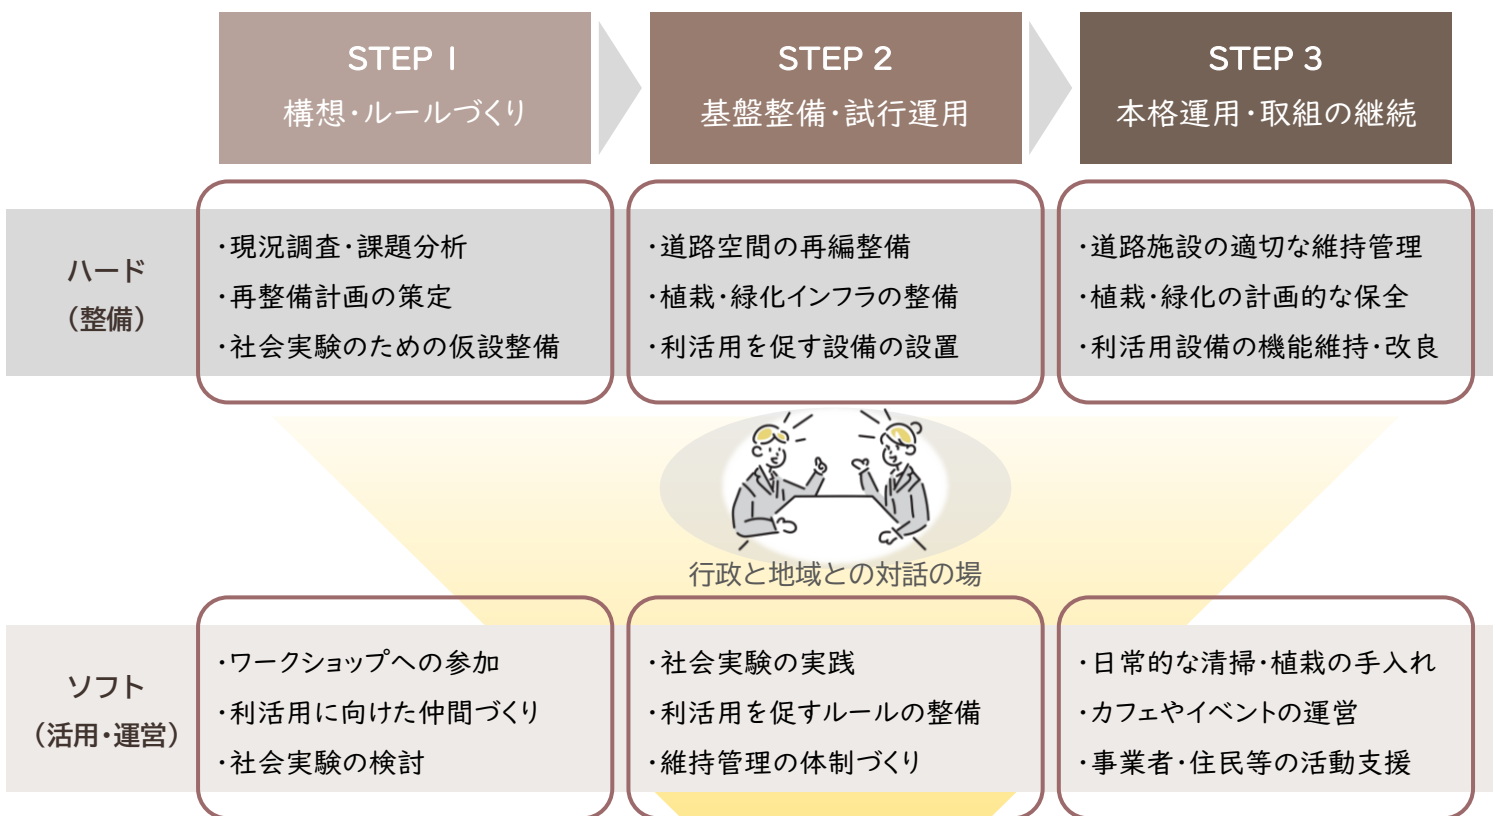 STEP 1
構想・ルールづくり
STEP 2
基盤整備・試行運用
STEP 3
本格運用・取組の継続
ハード
（整備）
・現況調査・課題分析
・再整備計画の策定
・社会実験のための仮設整備
・道路空間の再編整備
・植栽・緑化インフラの整備
・利活用を促す設備の設置
・道路施設の適切な維持管理
・植栽・緑化の計画的な保全
・利活用設備の機能維持・改良
行政と地域との対話の場
ソフト
（活用・運営）
・ワークショップへの参加
・利活用に向けた仲間づくり
・社会実験の検討
・社会実験の実践
・利活用を促すルールの整備
・維持管理の体制づくり
・日常的な清掃・植栽の手入れ
・カフェやイベントの運営
・事業者・住民等の活動支援